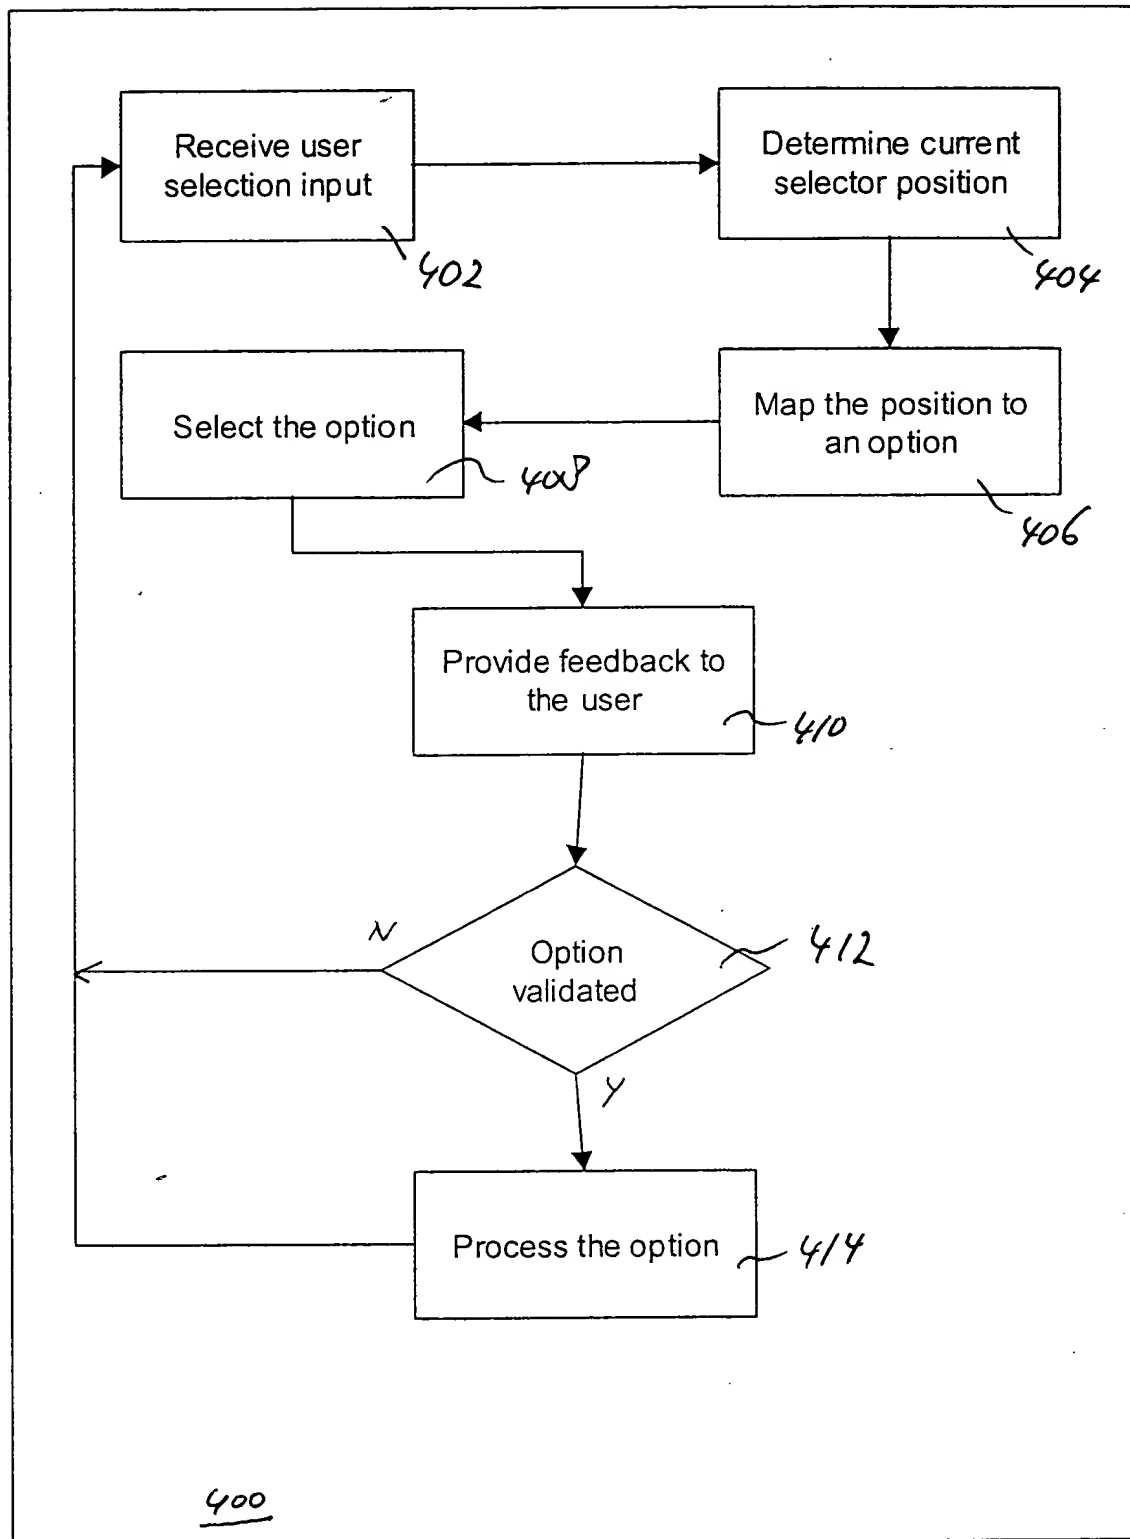 Receive user
selection input
402
Determine current
selector position
404
Select the option
408
Map the position to
an option
406
Provide feedback to
the user
410
N
Option
validated
412
Y
Process the option
414
400